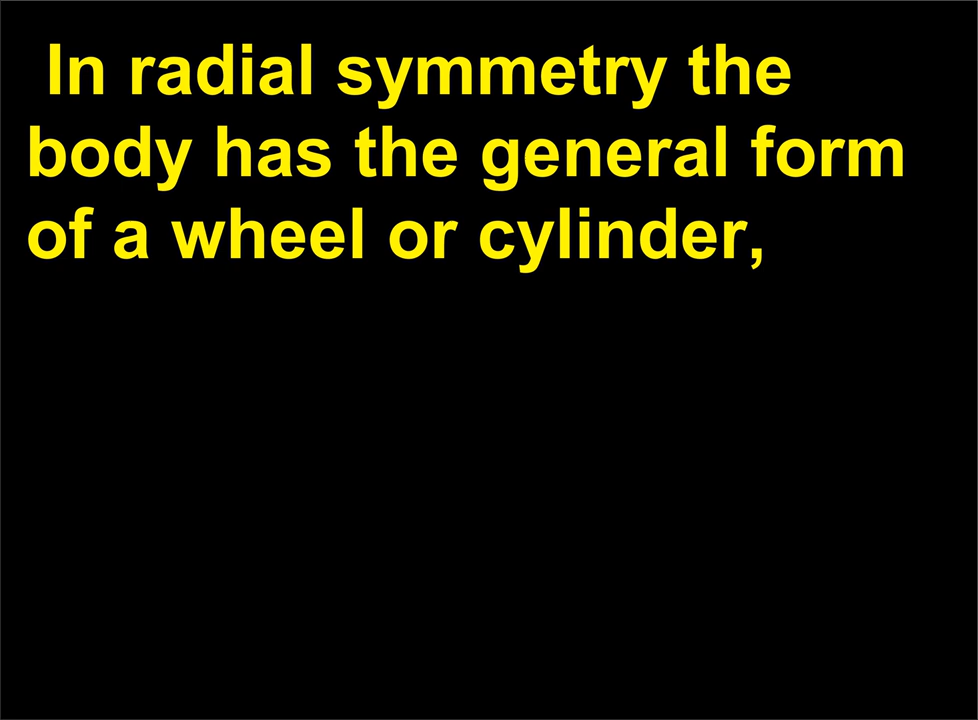 In radial symmetry the
body has the general form
of a wheel or cylinder,